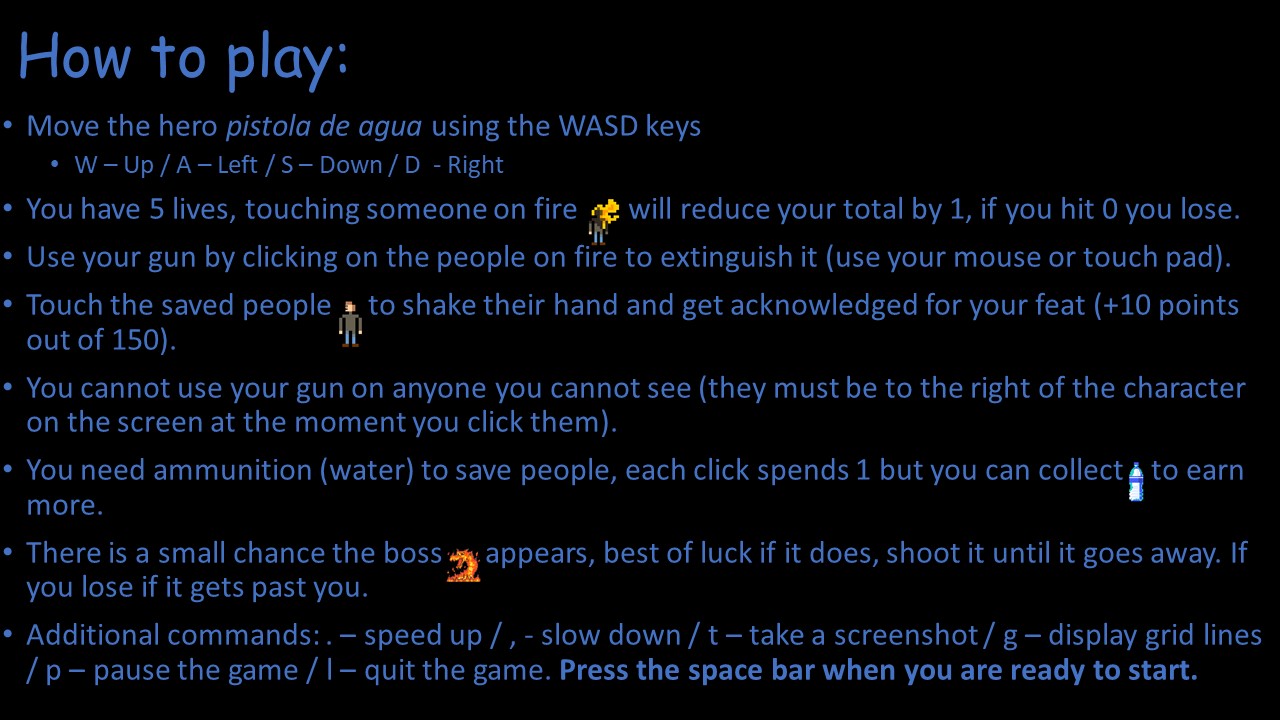 How to play:
• Move the hero pistola de agua using the WASD keys
• W – Up / A – Left / S – Down / D  - Right
• You have 5 lives, touching someone on fire will reduce your total by 1, if you hit 0 you lose.
• Use your gun by clicking on the people on fire to extinguish it (use your mouse or touch pad).
• Touch the saved people to shake their hand and get acknowledged for your feat (+10 points
out of 150).
• You cannot use your gun on anyone you cannot see (they must be to the right of the character
on the screen at the moment you click them).
• You need ammunition (water) to save people, each click spends 1 but you can collect to earn
more.
• There is a small chance the boss appears, best of luck if it does, shoot it until it goes away. If
you lose if it gets past you.
• Additional commands: . – speed up / , - slow down / t – take a screenshot / g – display grid lines
/ p – pause the game / l – quit the game. Press the space bar when you are ready to start.